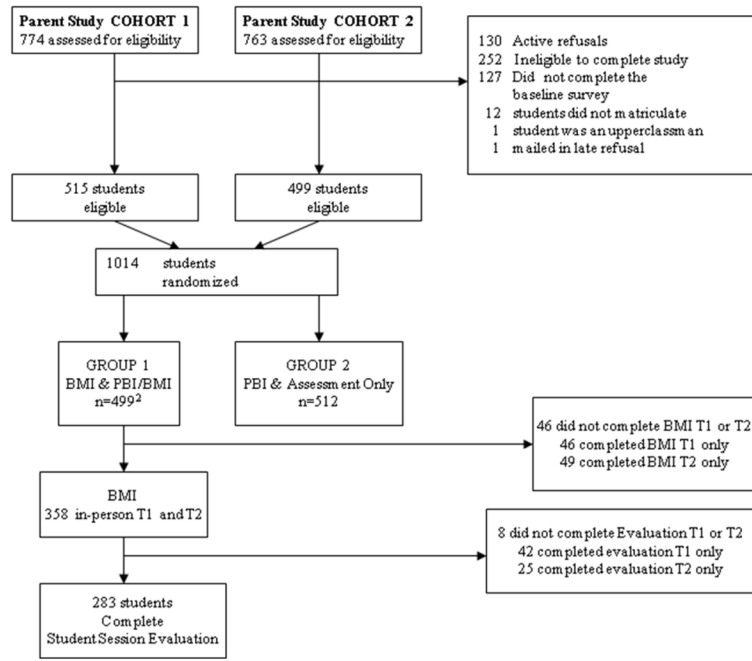 Parent Study COHORT 1
774 assessed for eligibility
Parent Study COHORT 2
763 assessed for eligibility
130 Active refusals
252 Ineligible to complete study
127 Did not complete the
baseline survey
12 students did not matriculate
1 student was an upperclassman
1 mailed in late refusal
515 students
eligible
499 students
eligible
1014 students
randomized
GROUP 1
BMI & PBI/BMI
n=499²
GROUP 2
PBI & Assessment Only
n=512
46 did not complete BMI T1 or T2
46 completed BMI T1 only
49 completed BMI T2 only
BMI
358 in-person T1 and T2
8 did not complete Evaluation T1 or T2
42 completed evaluation T1 only
25 completed evaluation T2 only
283 students
Complete
Student Session Evaluation